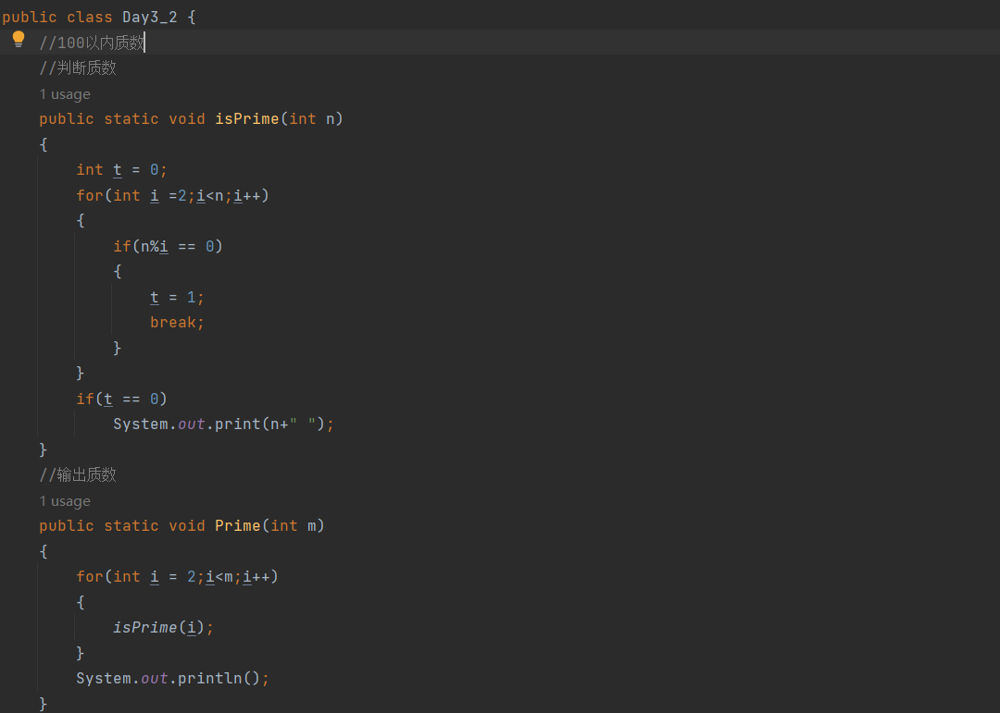 public class Day3_2 {
//100以内质数
//判断质数
1 usage
public static void isPrime(int n)
{
int t = 0;
for(int i =2;i<n;i++)
{
if(n%i == 0)
{
t = 1;
break;
}
}
if(t == 0)
System.out.print(n+" ");
}
//输出质数
1 usage
public static void Prime(int m)
{
for(int i = 2;i<m;i++)
{
isPrime(i);
}
System.out.println();
}